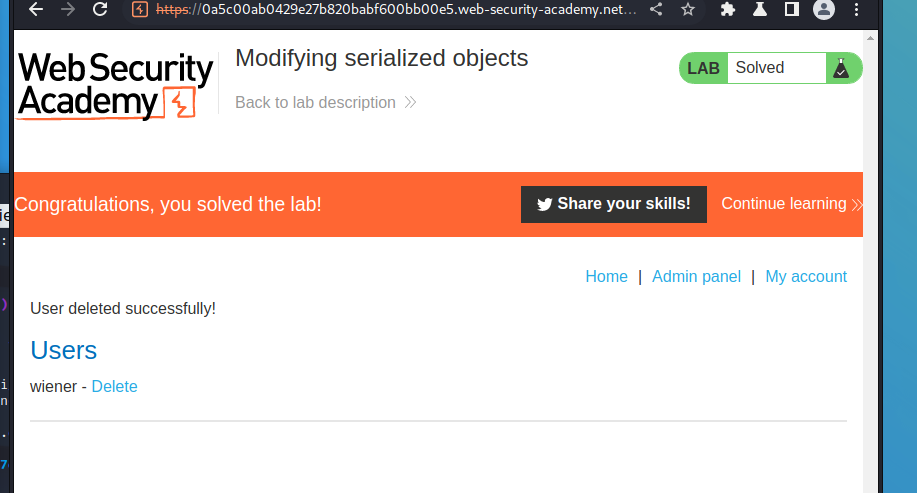 https://0a5c00ab0429e27b820babf600bb00e5.web-security-academy.net...
Web Security
Academy
Modifying serialized objects
Back to lab description
LAB Solved
Congratulations, you solved the lab!
Share your skills!
Continue learning
Home | Admin panel | My account
User deleted successfully!
Users
wiener - Delete